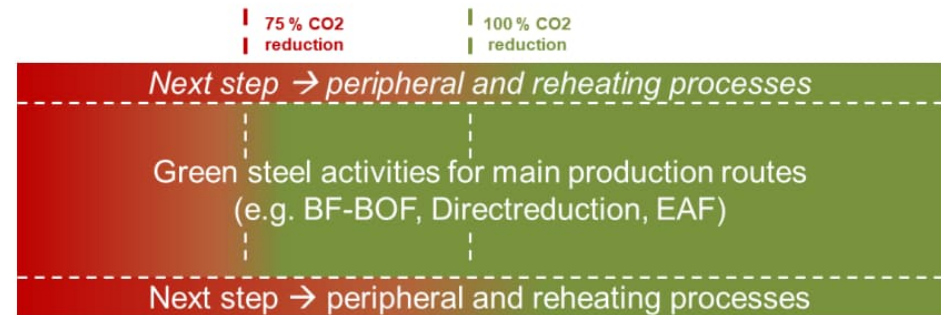 75 % CO2 100 % CO2
reduction reduction
Next step → peripheral and reheating processes
Green steel activities for main production routes
(e.g. BF-BOF, Directreduction, EAF)
Next step → peripheral and reheating processes